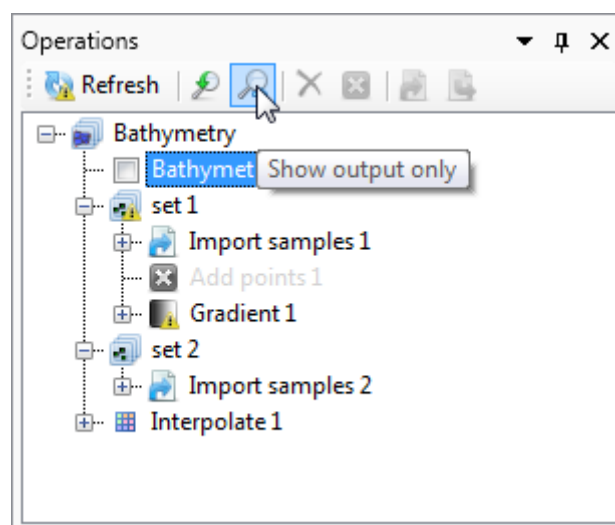 Operations
Refresh
Bathymetry
Bathymet
Show output only
set 1
Import samples 1
Add points 1
Gradient 1
set 2
Import samples 2
Interpolate 1